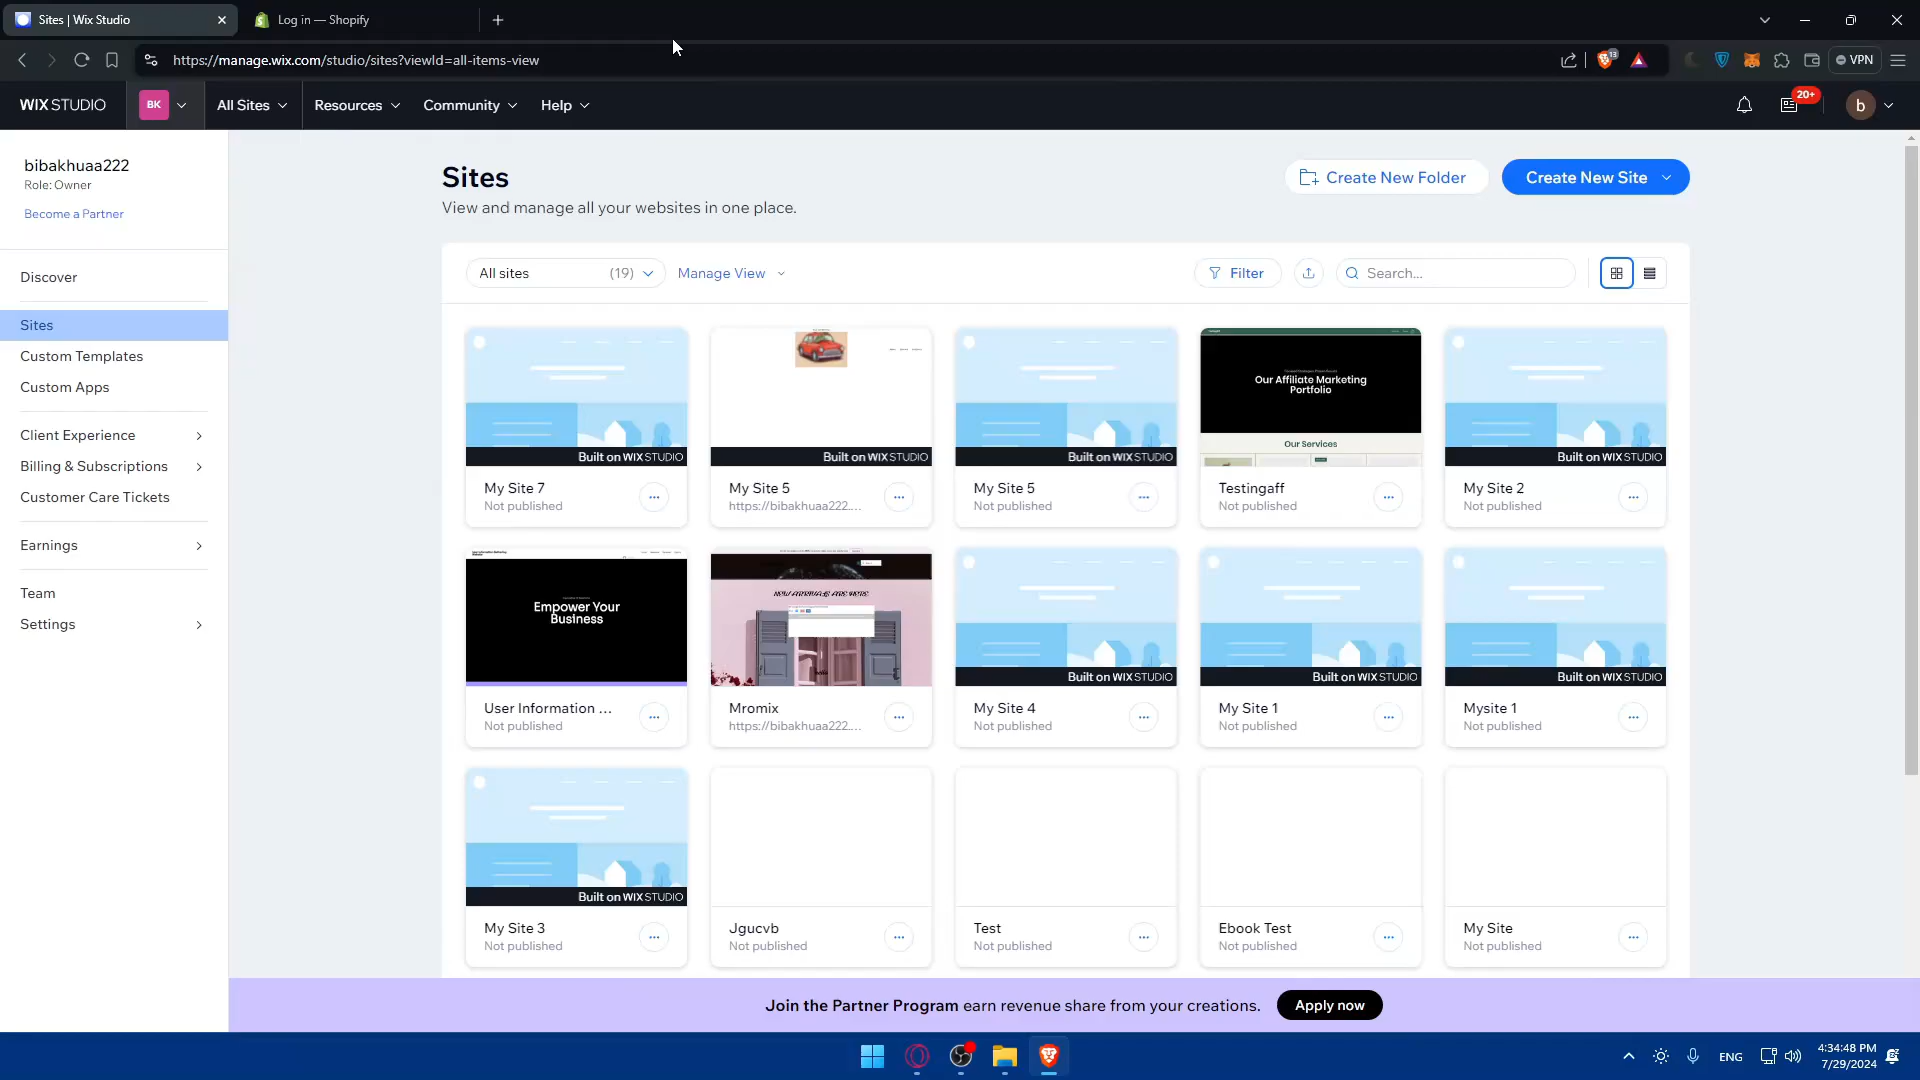 Sites | Wix Studio
Log in — Shopify
https://manage.wix.com/studio/sites?viewId=all-items-view
13
VPN
WIX STUDIO
BK
All Sites
Resources
Community
Help
20+
b
bibakhuaa222
Role: Owner
Become a Partner
Discover
Sites
Custom Templates
Custom Apps
Client Experience
Billing & Subscriptions
Customer Care Tickets
Earnings
Team
Settings
Sites
View and manage all your websites in one place.
Create New Folder
Create New Site
All sites (19)
Manage View
Filter
Search...
Built on WIX STUDIO
My Site 7
Not published
Built on WIX STUDIO
My Site 5
https://bibakhuaa222....
Built on WIX STUDIO
My Site 5
Not published
Our Affiliate Marketing
Portfolio
Our Services
Testingaff
Not published
Built on WIX STUDIO
My Site 2
Not published
Empower Your
Business
User Information ...
Not published
NEW ARRIVALS ARE HERE
Mromix
https://bibakhuaa222....
Built on WIX STUDIO
My Site 4
Not published
Built on WIX STUDIO
My Site 1
Not published
Built on WIX STUDIO
Mysite 1
Not published
Built on WIX STUDIO
My Site 3
Not published
Jgucvb
Not published
Test
Not published
Ebook Test
Not published
My Site
Not published
Join the Partner Program earn revenue share from your creations.
Apply now
ENG
4:34:48 PM
7/29/2024